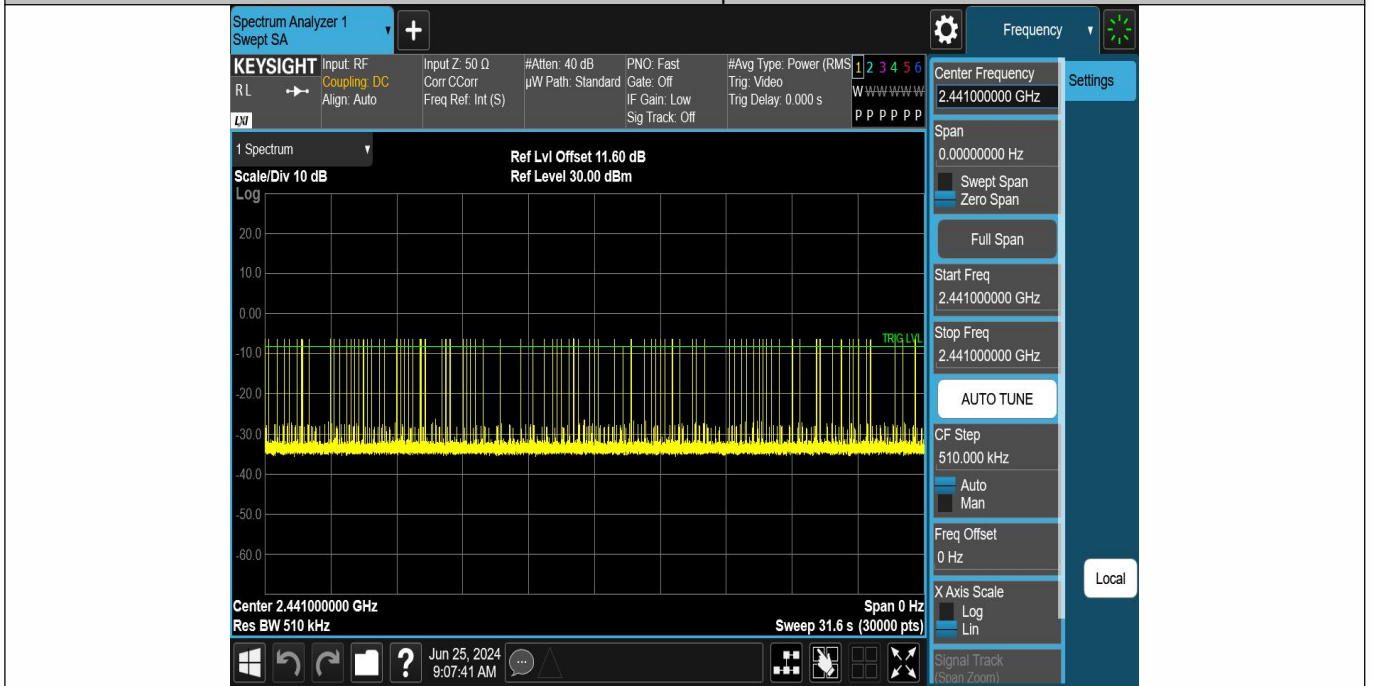 Spectrum Analyzer 1
Swept SA
Frequency
KEYSIGHT
RL
LXI
Input: RF
Coupling: DC
Align: Auto
Input Z: 50 Ω
Corr CCorr
Freq Ref: Int (S)
#Atten: 40 dB
µW Path: Standard
PNO: Fast
Gate: Off
IF Gain: Low
Sig Track: Off
#Avg Type: Power (RMS
Trig: Video
Trig Delay: 0.000 s
1 2 3 4 5 6
W W W W W W
P P P P P P
1 Spectrum
Scale/Div 10 dB
Ref Lvl Offset 11.60 dB
Ref Level 30.00 dBm
Log
20.0
10.0
0.00
-10.0
-20.0
-30.0
-40.0
-50.0
-60.0
TRIG LVL
Center 2.441000000 GHz
Res BW 510 kHz
Span 0 Hz
Sweep 31.6 s (30000 pts)
Center Frequency
2.441000000 GHz
Settings
Span
0.00000000 Hz
Swept Span
Zero Span
Full Span
Start Freq
2.441000000 GHz
Stop Freq
2.441000000 GHz
AUTO TUNE
CF Step
510.000 kHz
Auto
Man
Freq Offset
0 Hz
X Axis Scale
Log
Lin
Signal Track
(Span Zoom)
Local
?
Jun 25, 2024
9:07:41 AM